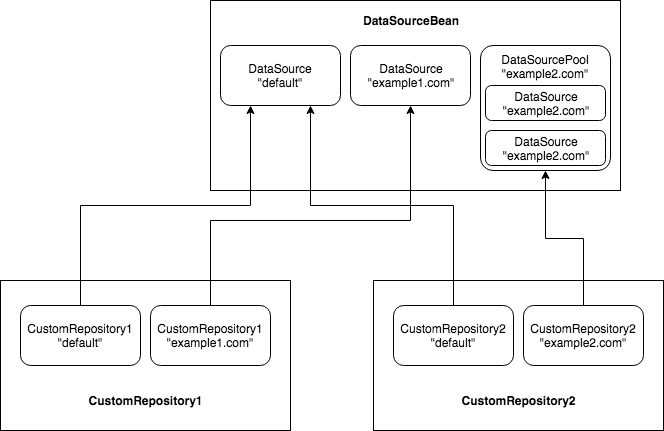 DataSourceBean
DataSource
"default"
DataSource
"example1.com"
DataSourcePool
"example2.com"
DataSource
"example2.com"
DataSource
"example2.com"
CustomRepository1
"default"
CustomRepository1
"example1.com"
CustomRepository1
CustomRepository2
"default"
CustomRepository2
"example2.com"
CustomRepository2